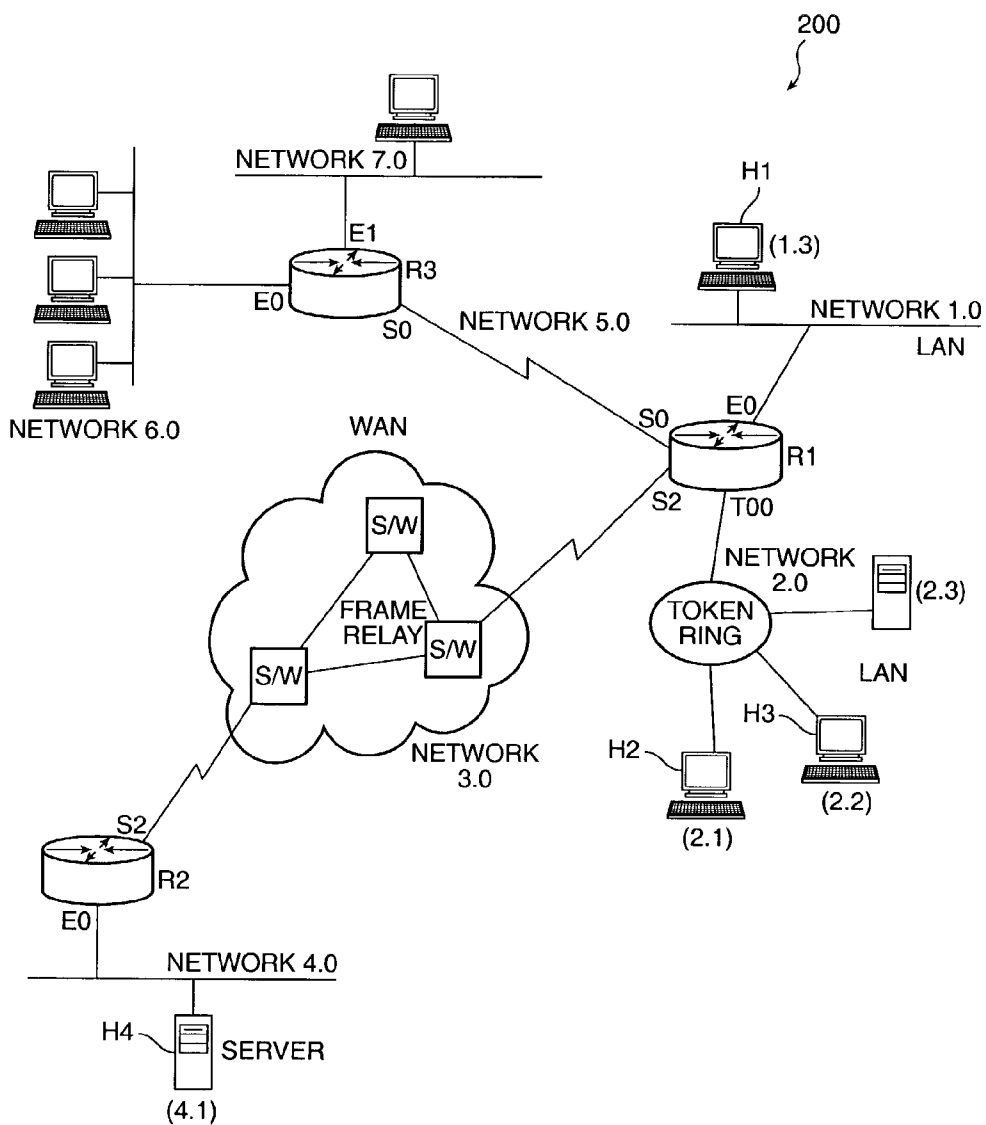 200
NETWORK 7.0
H1
(1.3)
E1
R3
E0
S0
NETWORK 5.0
NETWORK 1.0
LAN
NETWORK 6.0
WAN
S0
E0
R1
S2
T00
S/W
NETWORK
2.0
FRAME
RELAY
TOKEN
RING
(2.3)
S/W
S/W
LAN
H3
H2
NETWORK
3.0
(2.2)
(2.1)
S2
R2
E0
NETWORK 4.0
H4
SERVER
(4.1)